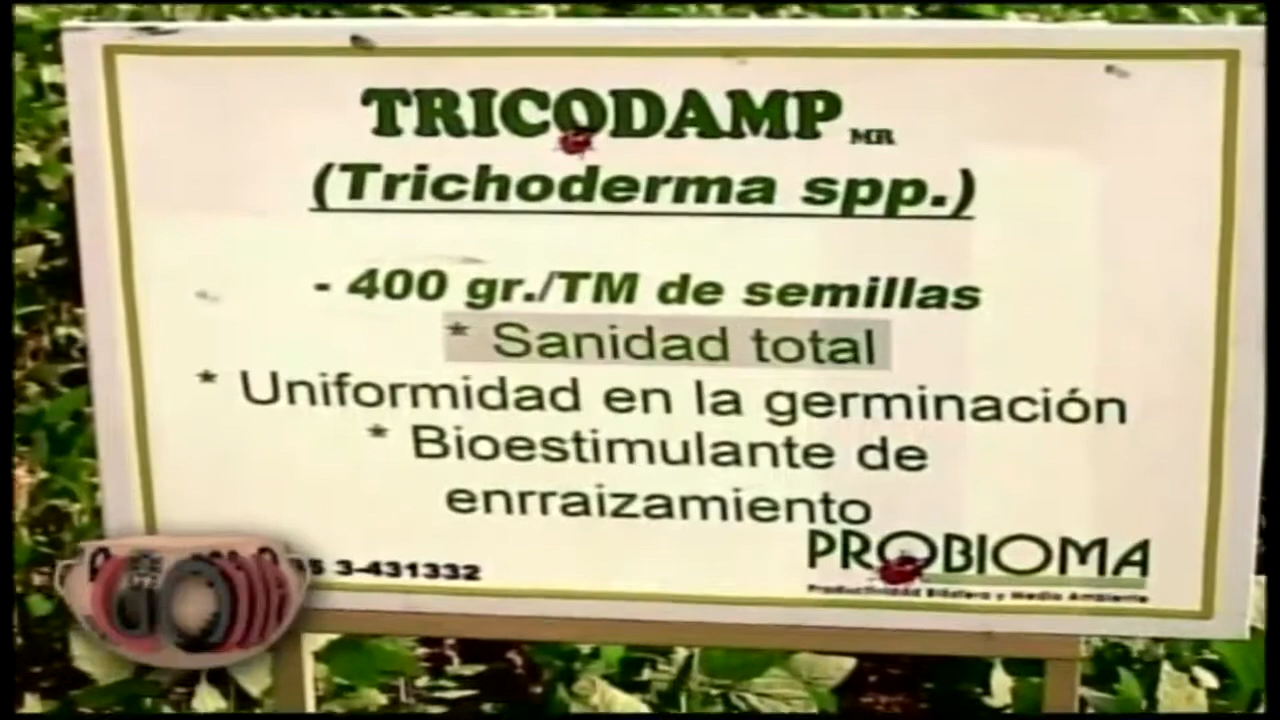 TRICODAMP MR
(Trichoderma spp.)
- 400 gr./TM de semillas
* Sanidad total
* Uniformidad en la germinación
* Bioestimulante de
enrraizamiento
PROBIOMA
3-431332
Productividad Biósfera y Medio Ambiente